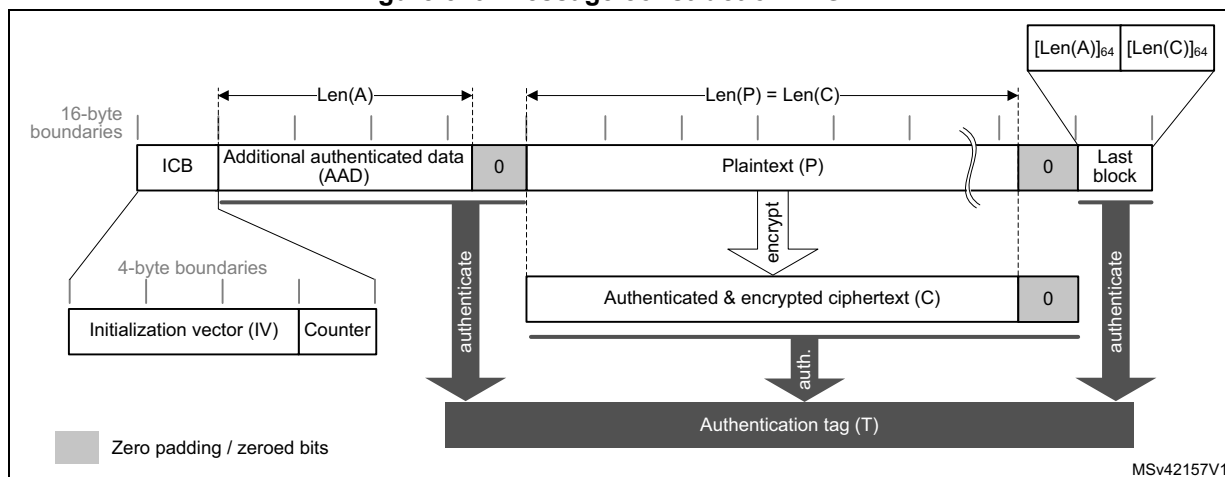 [Len(A)]64 [Len(C)]64
Len(A)
Len(P) = Len(C)
16-byte
boundaries
ICB
Additional authenticated data
(AAD)
0
Plaintext (P)
0
Last
block
encrypt
4-byte boundaries
Initialization vector (IV)
Counter
authenticate
Authenticated & encrypted ciphertext (C)
0
auth.
authenticate
Authentication tag (T)
Zero padding / zeroed bits
MSv42157V1